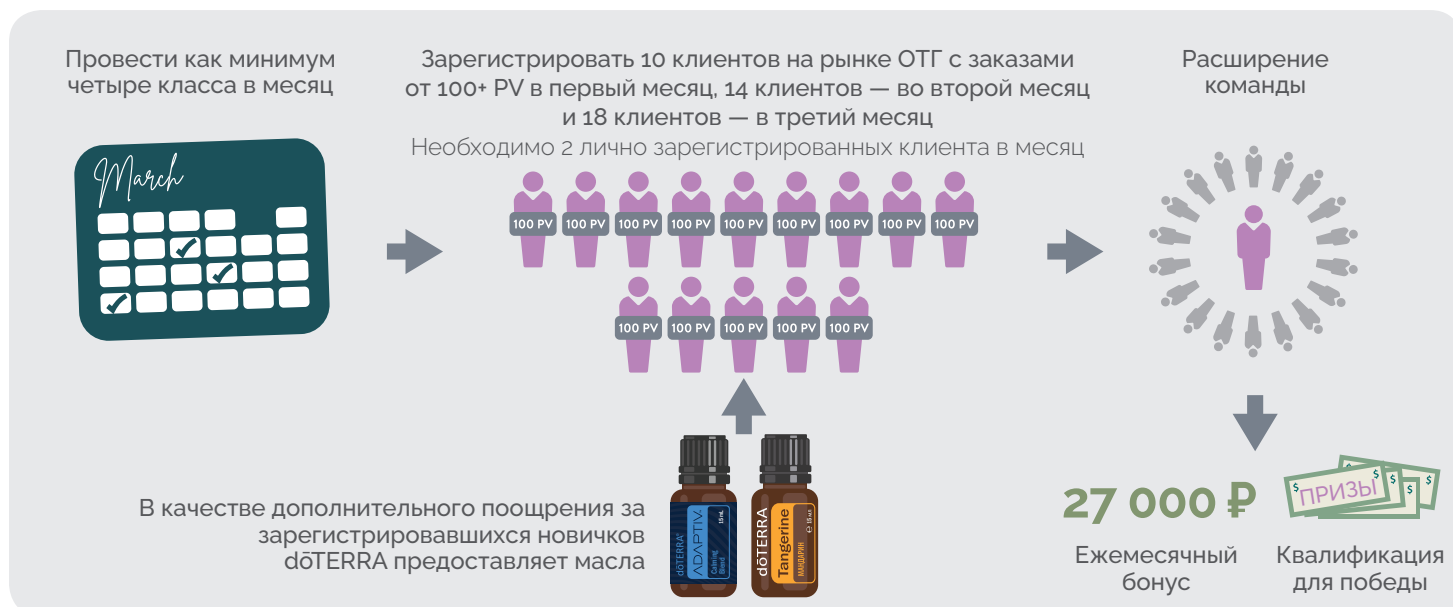 Провести как минимум
четыре класса в месяц
Зарегистрировать 10 клиентов на рынке ОТГ с заказами
от 100+ PV в первый месяц, 14 клиентов — во второй месяц
и 18 клиентов — в третий месяц
Необходимо 2 лично зарегистрированных клиента в месяц
Расширение
команды
March
100 PV 100 PV 100 PV 100 PV 100 PV 100 PV 100 PV 100 PV 100 PV
100 PV 100 PV 100 PV 100 PV 100 PV
В качестве дополнительного поощрения за
зарегистрировавшихся новичков
dōTERRA предоставляет масла
dōTERRA®
ADAPTIV™
Calming
Blend
15 mL
dōTERRA
Tangerine
МАНДАРИН
℮ 15 мл
27 000 ₽
Ежемесячный
бонус
$ ПРИЗЫ $ $ $ $
Квалификация
для победы